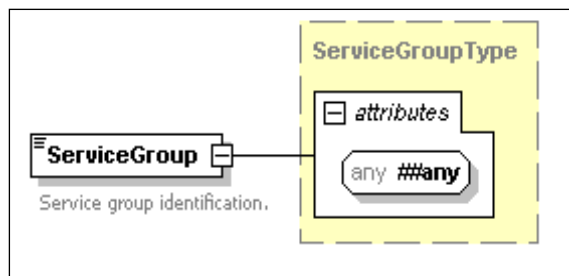 ServiceGroupType
attributes
ServiceGroup
any ##any
Service group identification.